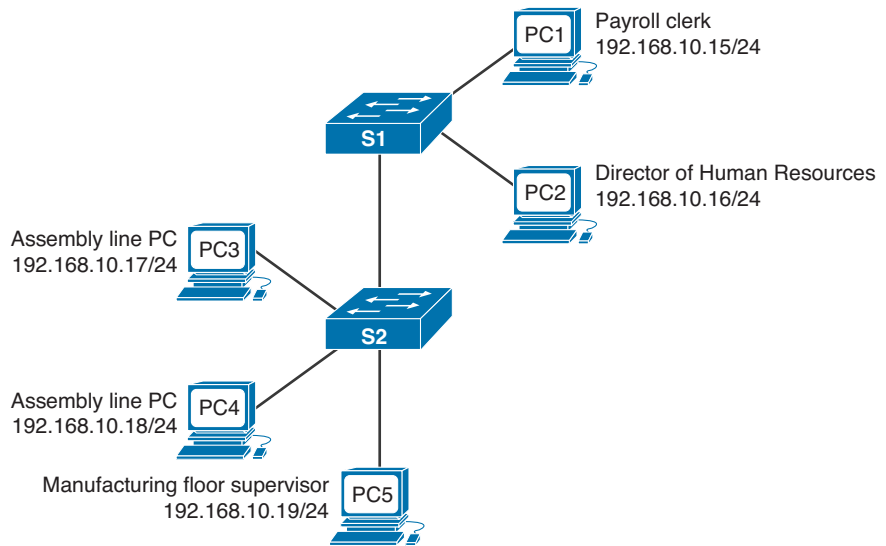 PC1
Payroll clerk
192.168.10.15/24
S1
PC2
Director of Human Resources
192.168.10.16/24
Assembly line PC
192.168.10.17/24
PC3
S2
Assembly line PC
192.168.10.18/24
PC4
Manufacturing floor supervisor
192.168.10.19/24
PC5